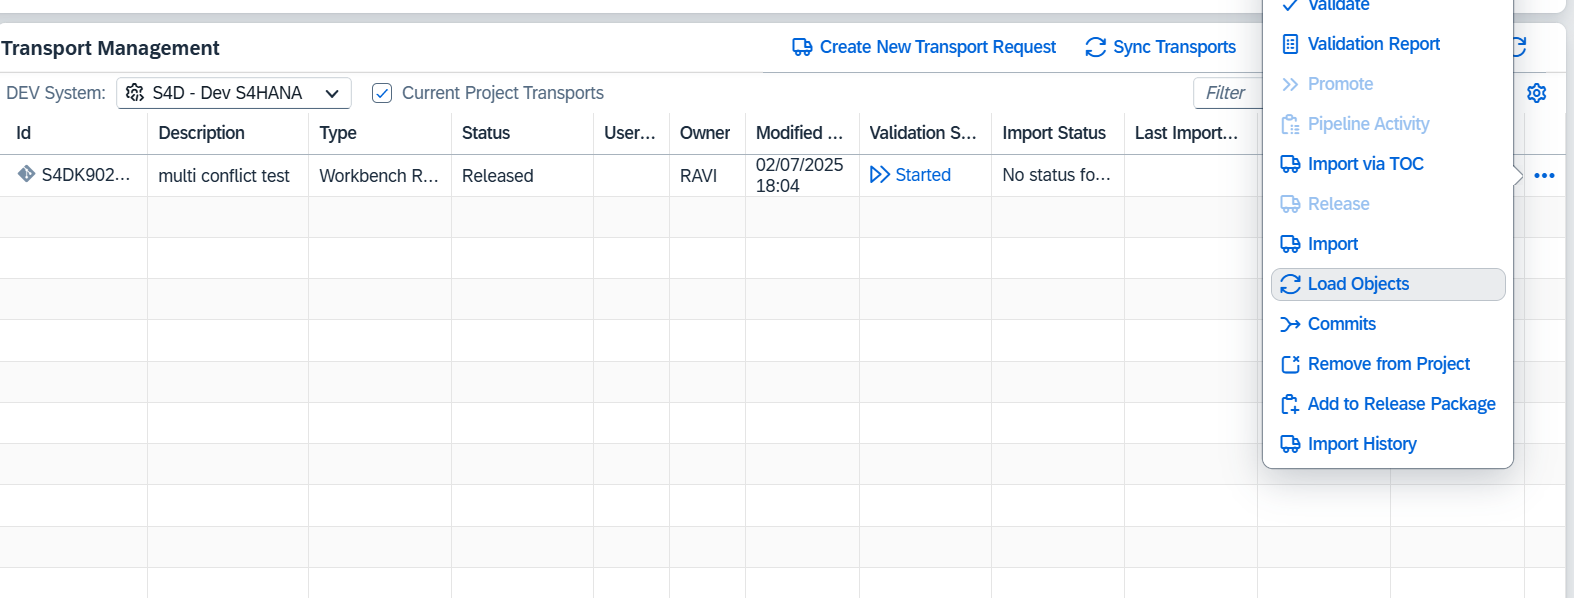 Validate
Transport Management
Create New Transport Request
Sync Transports
Validation Report
DEV System:
S4D - Dev S4HANA
Current Project Transports
Filter
Promote
Pipeline Activity
Id
Description
Type
Status
User...
Owner
Modified ...
Validation S...
Import Status
Last Import...
S4DK902...
multi conflict test
Workbench R...
Released
RAVI
02/07/2025
18:04
Started
No status fo...
Import via TOC
Release
Import
Load Objects
Commits
Remove from Project
Add to Release Package
Import History